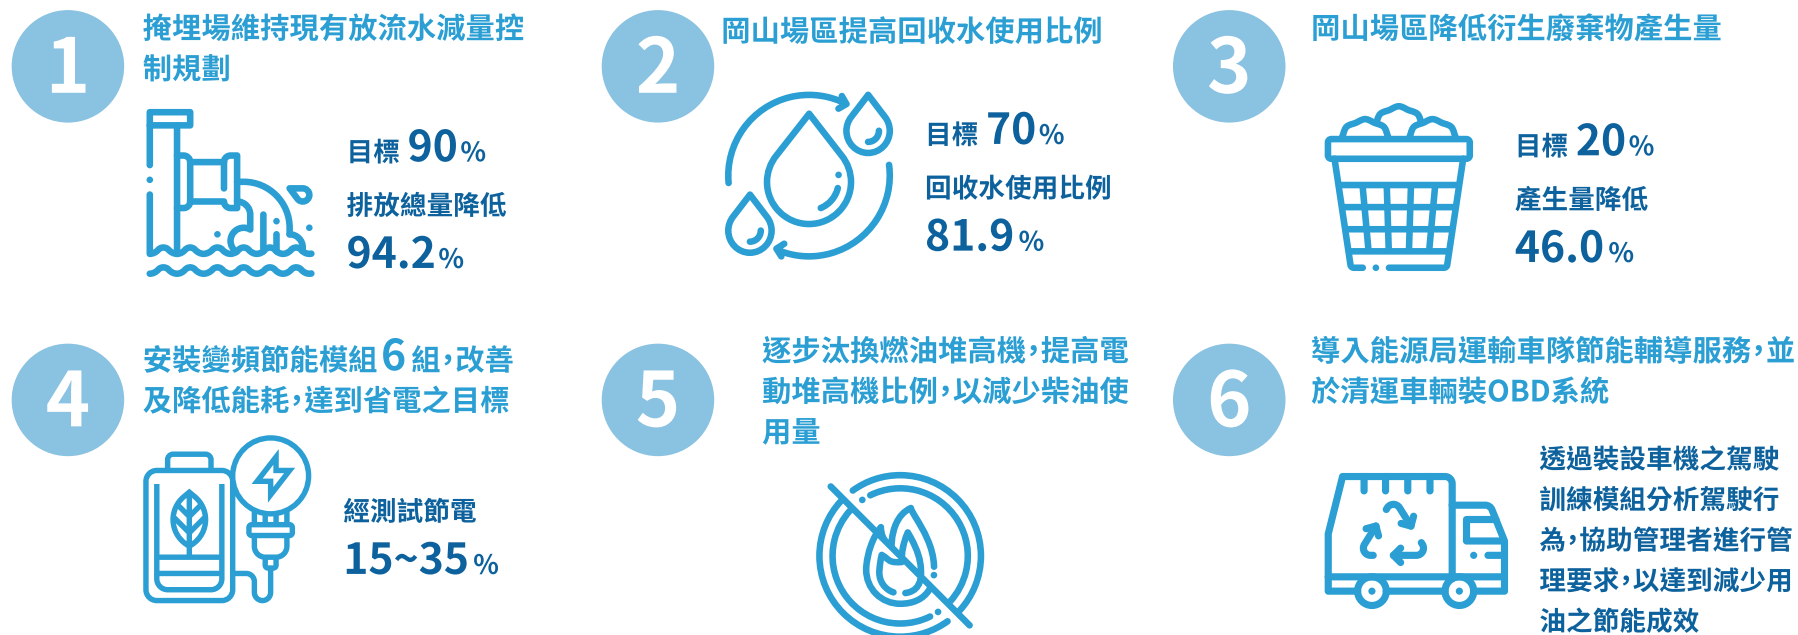 1
掩埋場維持現有放流水減量控
制規劃
目標 90%
排放總量降低
94.2%
2
岡山場區提高回收水使用比例
目標 70%
回收水使用比例
81.9%
3
岡山場區降低衍生廢棄物產生量
目標 20%
產生量降低
46.0%
4
安裝變頻節能模組6組，改善
及降低能耗，達到省電之目標
經測試節電
15~35%
5
逐步汰換燃油堆高機，提高電
動堆高機比例，以減少柴油使
用量
6
導入能源局運輸車隊節能輔導服務，並
於清運車輛裝OBD系統
透過裝設車機之駕駛
訓練模組分析駕駛行
為，協助管理者進行管
理要求，以達到減少用
油之節能成效